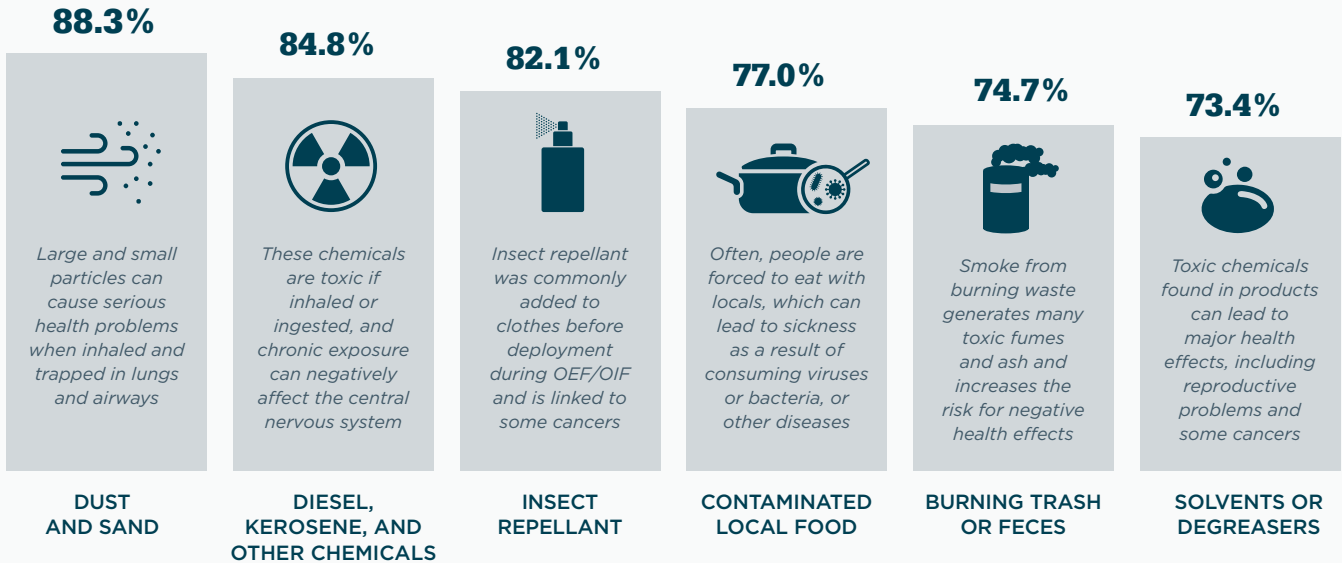 88.3%
Large and small
particles can
cause serious
health problems
when inhaled and
trapped in lungs
and airways
DUST
AND SAND
84.8%
These chemicals
are toxic if
inhaled or
ingested, and
chronic exposure
can negatively
affect the central
nervous system
DIESEL,
KEROSENE, AND
OTHER CHEMICALS
82.1%
Insect repellant
was commonly
added to
clothes before
deployment
during OEF/OIF
and is linked to
some cancers
INSECT
REPELLANT
77.0%
Often, people are
forced to eat with
locals, which can
lead to sickness
as a result of
consuming viruses
or bacteria, or
other diseases
CONTAMINATED
LOCAL FOOD
74.7%
Smoke from
burning waste
generates many
toxic fumes
and ash and
increases the
risk for negative
health effects
BURNING TRASH
OR FECES
73.4%
Toxic chemicals
found in products
can lead to
major health
effects, including
reproductive
problems and
some cancers
SOLVENTS OR
DEGREASERS